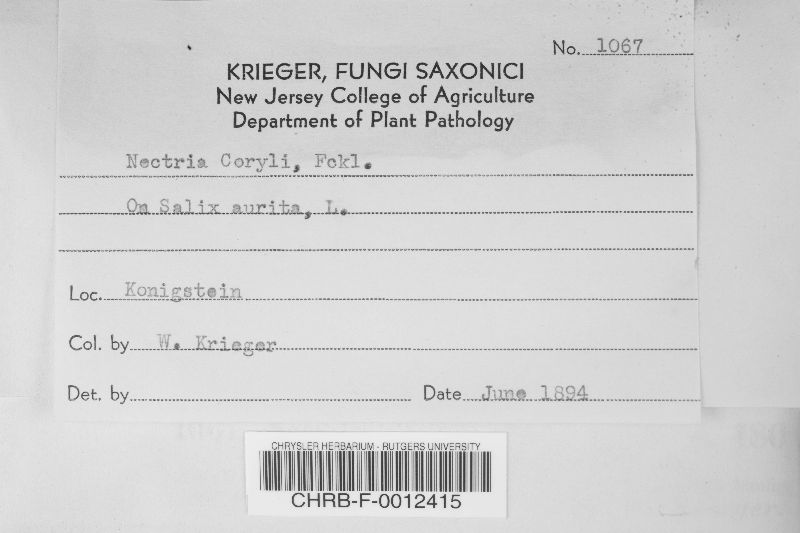 No. 1067
KRIEGER, FUNGI SAXONICI
New Jersey College of Agriculture
Department of Plant Pathology
Nectria Coryli, Fckl.
On Salix aurita, L.
Loc. Konigstein
Col. by W. Krieger
Det. by
Date June 1894
CHRYSLER HERBARIUM - RUTGERS UNIVERSITY
CHRB-F-0012415